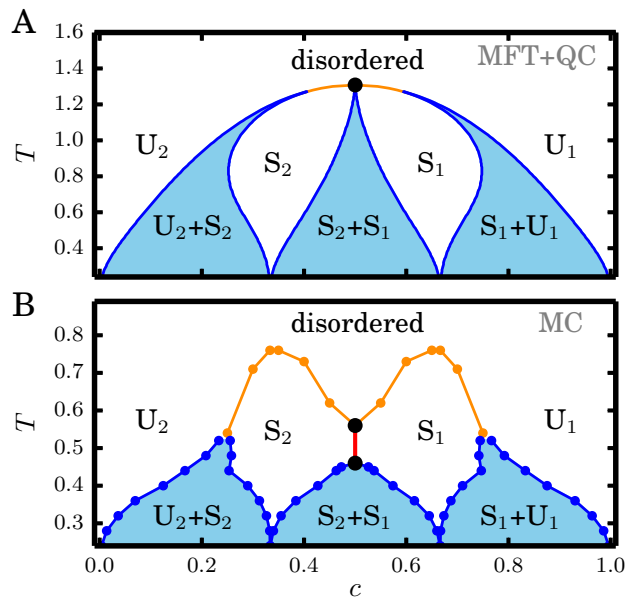 A
1.6
disordered
MFT+QC
1.4
1.2
T
1.0
U₂
S₂
S₁
U₁
0.8
0.6
U₂+S₂
S₂+S₁
S₁+U₁
0.4
B
disordered
MC
0.8
0.7
0.6
T
U₂
S₂
S₁
U₁
0.5
0.4
U₂+S₂
S₂+S₁
S₁+U₁
0.3
0.0
0.2
0.4
0.6
0.8
1.0
c